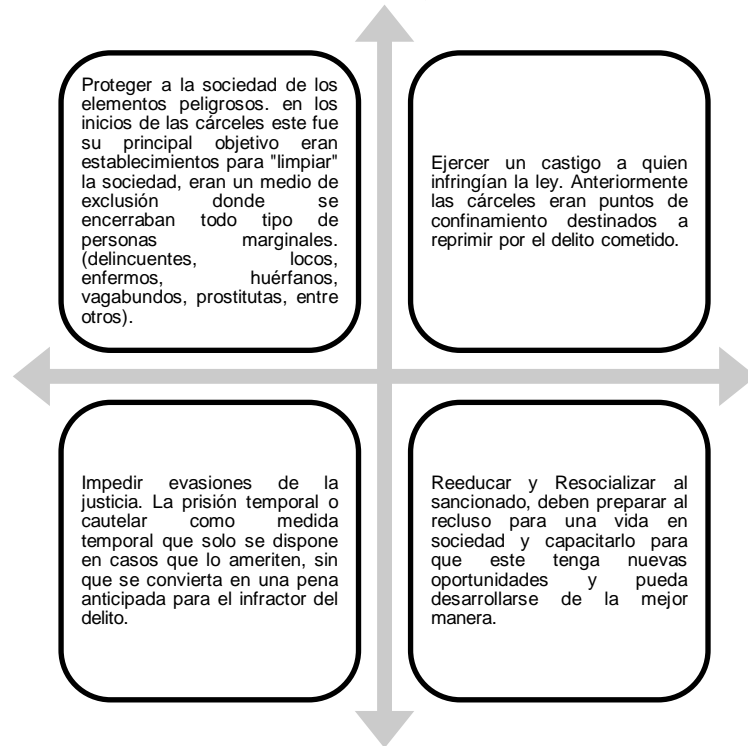 Proteger a la sociedad de los
elementos peligrosos. en los
inicios de las cárceles este fue
su principal objetivo eran
establecimientos para "limpiar"
la sociedad, eran un medio de
exclusión donde se
encerraban todo tipo de
personas marginales.
(delincuentes, locos,
enfermos, huérfanos,
vagabundos, prostitutas, entre
otros).
Ejercer un castigo a quien
infringían la ley. Anteriormente
las cárceles eran puntos de
confinamiento destinados a
reprimir por el delito cometido.
Impedir evasiones de la
justicia. La prisión temporal o
cautelar como medida
temporal que solo se dispone
en casos que lo ameriten, sin
que se convierta en una pena
anticipada para el infractor del
delito.
Reeducar y Resocializar al
sancionado, deben preparar al
recluso para una vida en
sociedad y capacitarlo para
que este tenga nuevas
oportunidades y pueda
desarrollarse de la mejor
manera.